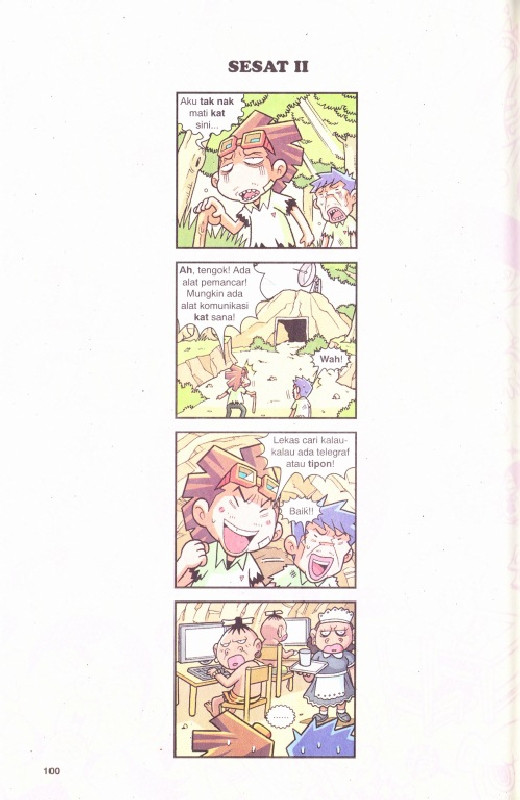 SESAT II
Aku tak nak
mati kat
sini...
Ah, tengok! Ada
alat pemancar!
Mungkin ada
alat komunikasi
kat sana!
Wah!
Lekas cari kalau-
kalau ada telegraf
atau tipon!
Baik!!
........
100